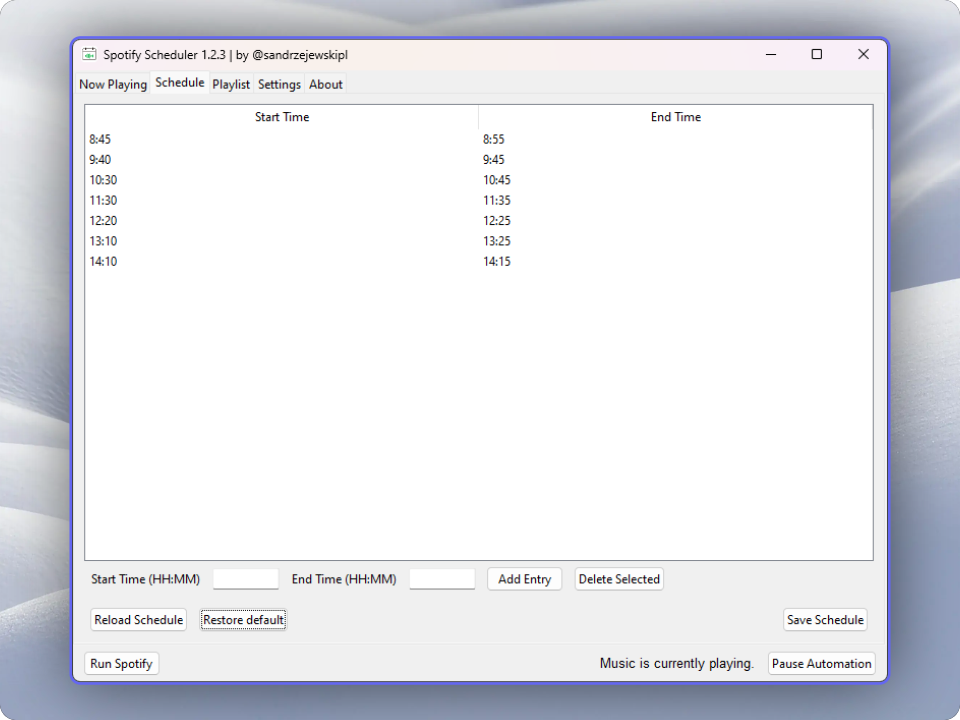 Spotify Scheduler 1.2.3 | by @sandrzejewskipl
Now Playing Schedule Playlist Settings About
Start Time End Time
8:45 8:55
9:40 9:45
10:30 10:45
11:30 11:35
12:20 12:25
13:10 13:25
14:10 14:15
Start Time (HH:MM) End Time (HH:MM) Add Entry Delete Selected
Reload Schedule Restore default Save Schedule
Run Spotify Music is currently playing. Pause Automation